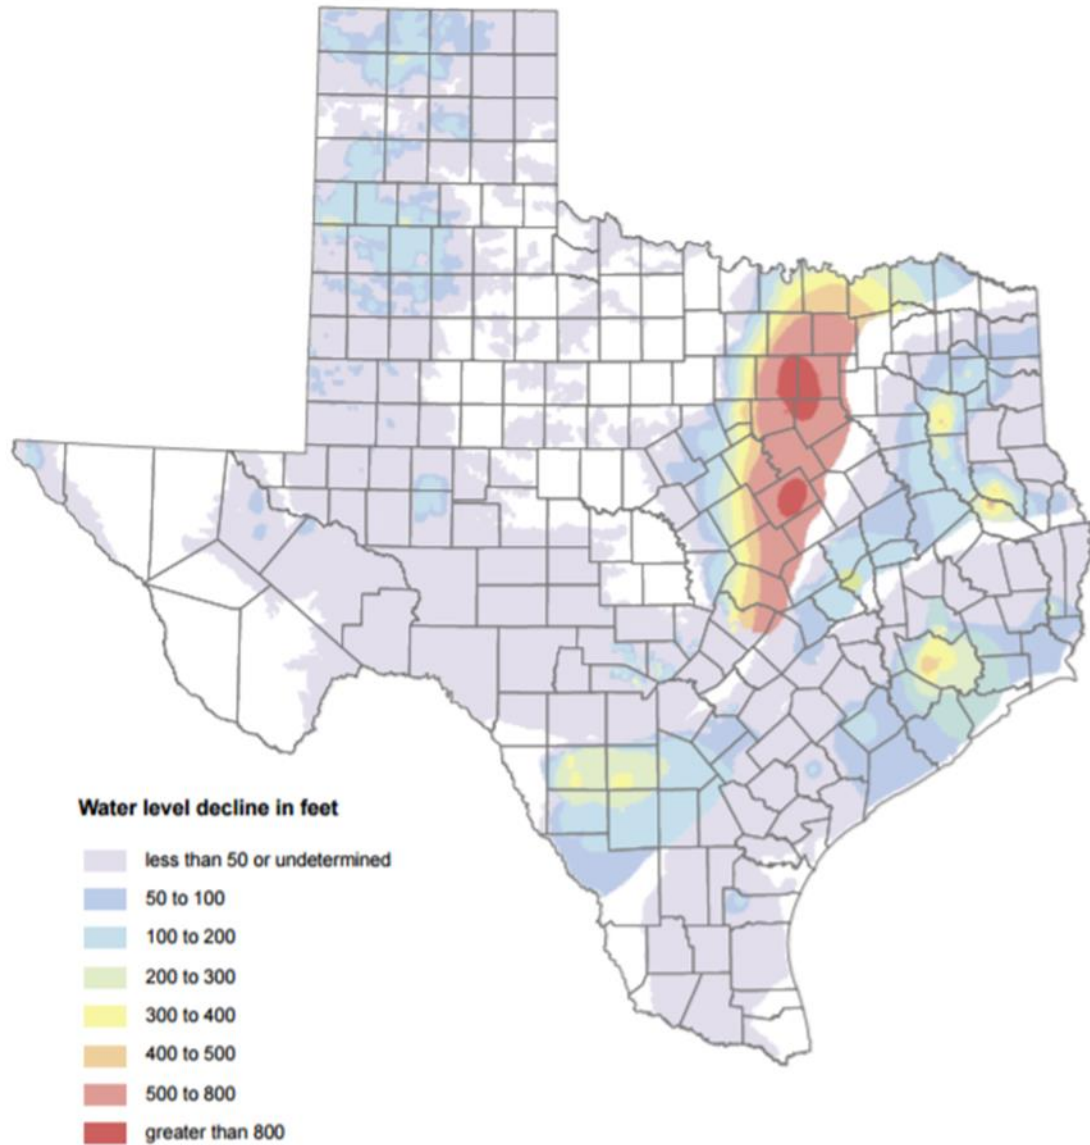 Water level decline in feet
less than 50 or undetermined
50 to 100
100 to 200
200 to 300
300 to 400
400 to 500
500 to 800
greater than 800